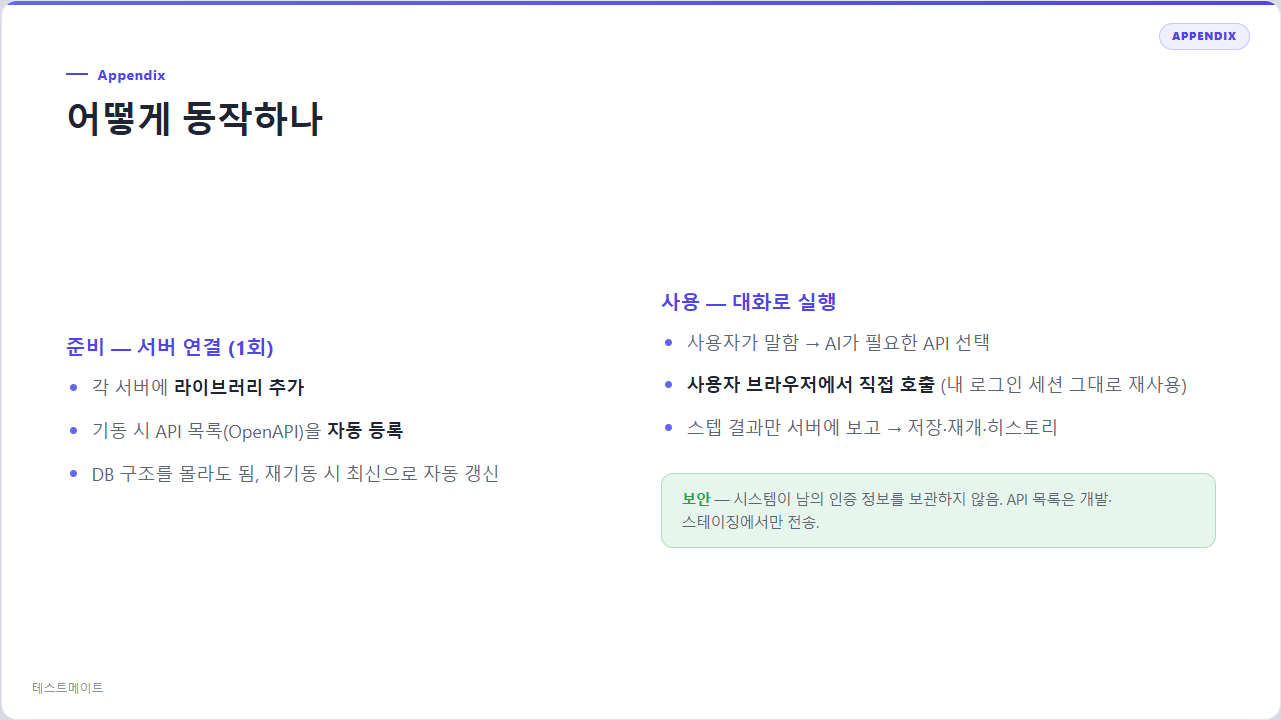 APPENDIX
Appendix
어떻게 동작하나
준비 — 서버 연결 (1회)
각 서버에 라이브러리 추가
기동 시 API 목록(OpenAPI)을 자동 등록
DB 구조를 몰라도 됨, 재기동 시 최신으로 자동 갱신
사용 — 대화로 실행
사용자가 말함 → AI가 필요한 API 선택
사용자 브라우저에서 직접 호출 (내 로그인 세션 그대로 재사용)
스텝 결과만 서버에 보고 → 저장·재개·히스토리
보안 — 시스템이 남의 인증 정보를 보관하지 않음. API 목록은 개발·
스테이징에서만 전송.
테스트메이트